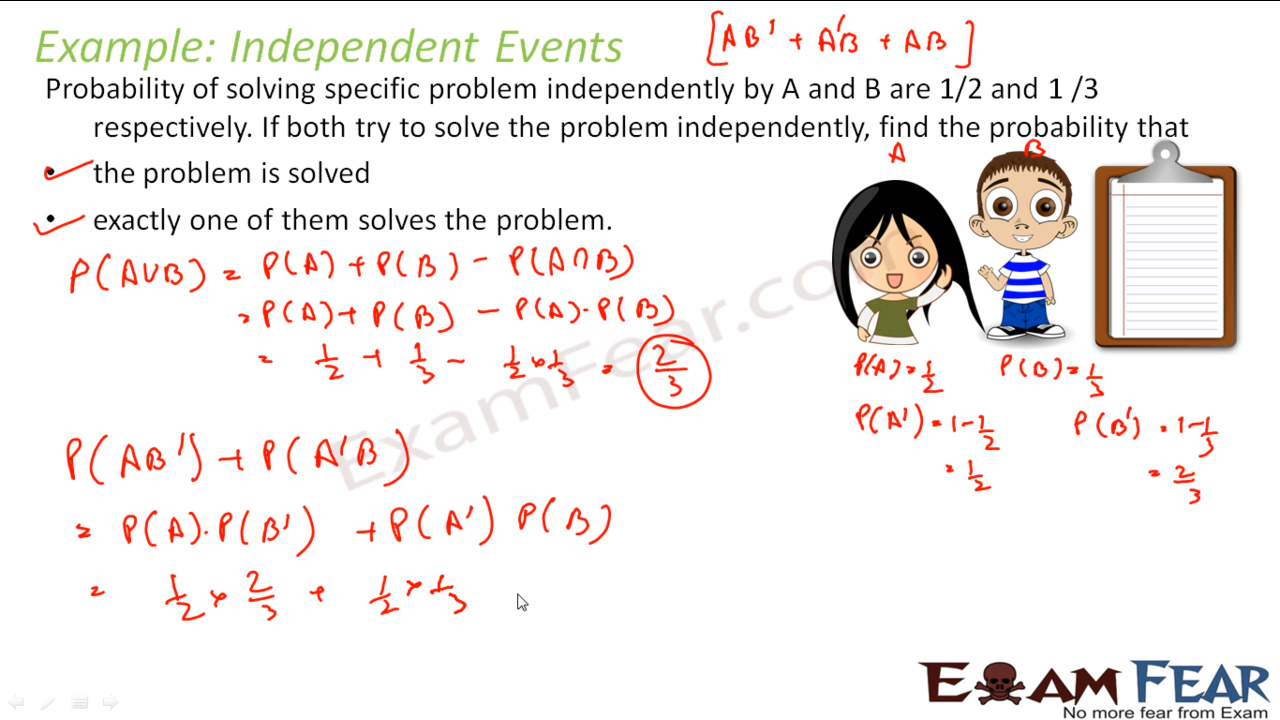 Example: Independent Events
[AB' + A'B + AB]
Probability of solving specific problem independently by A and B are 1/2 and 1 /3
respectively. If both try to solve the problem independently, find the probability that
• the problem is solved
• exactly one of them solves the problem.
A
B
P(A∪B) = P(A) + P(B) - P(A∩B)
= P(A) + P(B) - P(A)·P(B)
= 1/2 + 1/3 - 1/2 × 1/3 = 2/3
P(A) = 1/2
P(B) = 1/3
P(A') = 1 - 1/2
= 1/2
P(B') = 1 - 1/3
= 2/3
P(AB') + P(A'B)
= P(A)·P(B') + P(A') P(B)
= 1/2 × 2/3 + 1/2 × 1/3
ExamFear.com
EXAM FEAR
No more fear from Exam